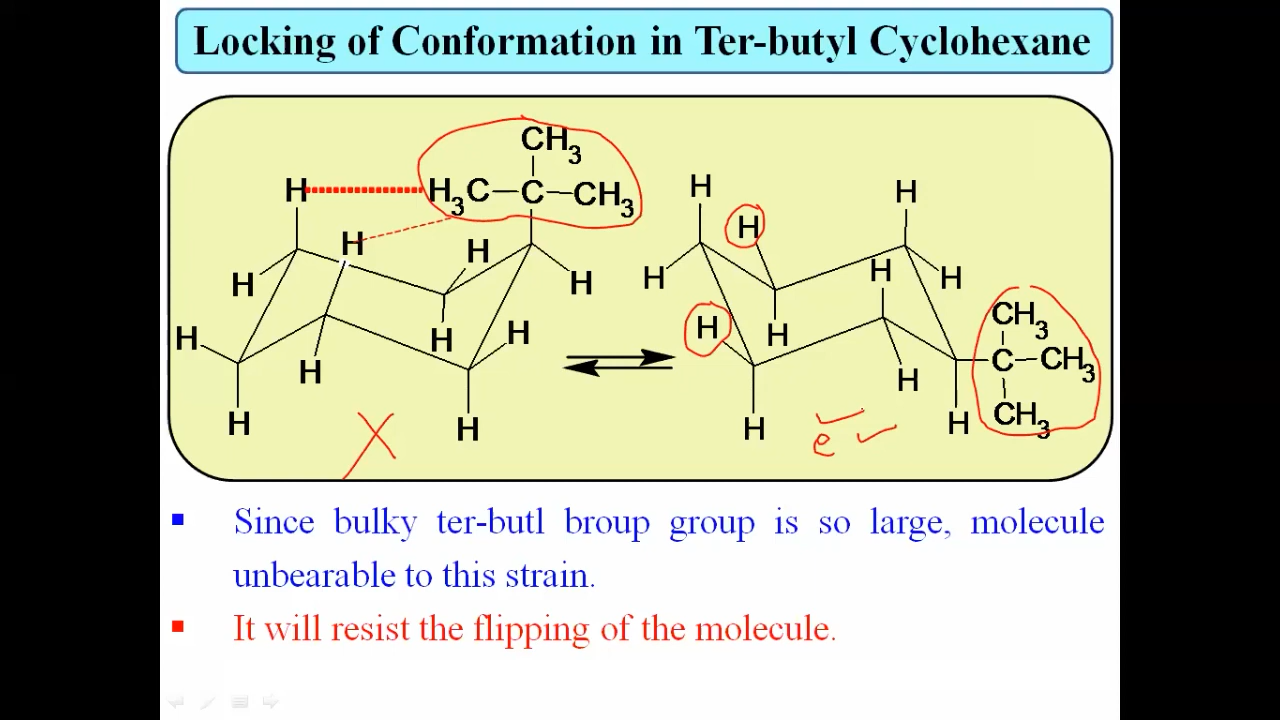 Locking of Conformation in Ter-butyl Cyclohexane
CH3
H H3C C CH3
H H
H H
H H H
H
H H
H H
H H
H H H
H H
CH3
C CH3
CH3
H H
H H
e
▪ Since bulky ter-butl broup group is so large, molecule
unbearable to this strain.
▪ It will resist the flipping of the molecule.